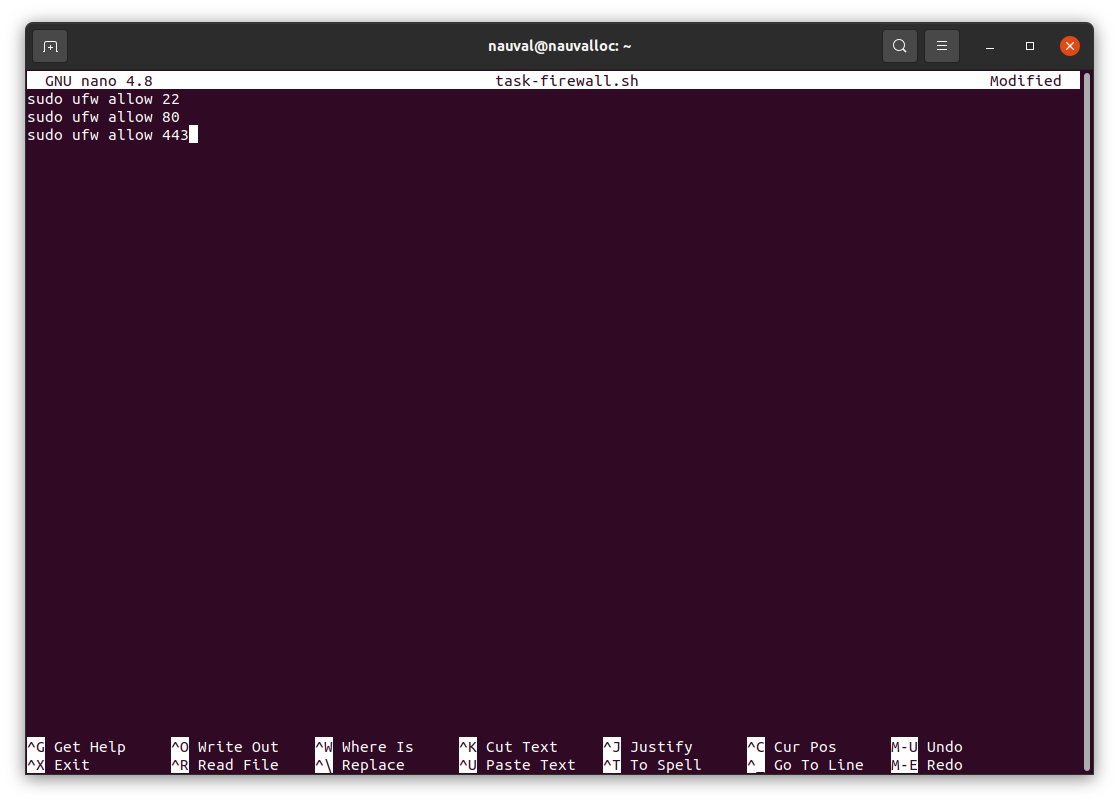 nauval@nauvalloc: ~
GNU nano 4.8 task-firewall.sh Modified
sudo ufw allow 22
sudo ufw allow 80
sudo ufw allow 443
^G Get Help ^O Write Out ^W Where Is ^K Cut Text ^J Justify ^C Cur Pos M-U Undo
^X Exit ^R Read File ^\ Replace ^U Paste Text ^T To Spell ^_ Go To Line M-E Redo